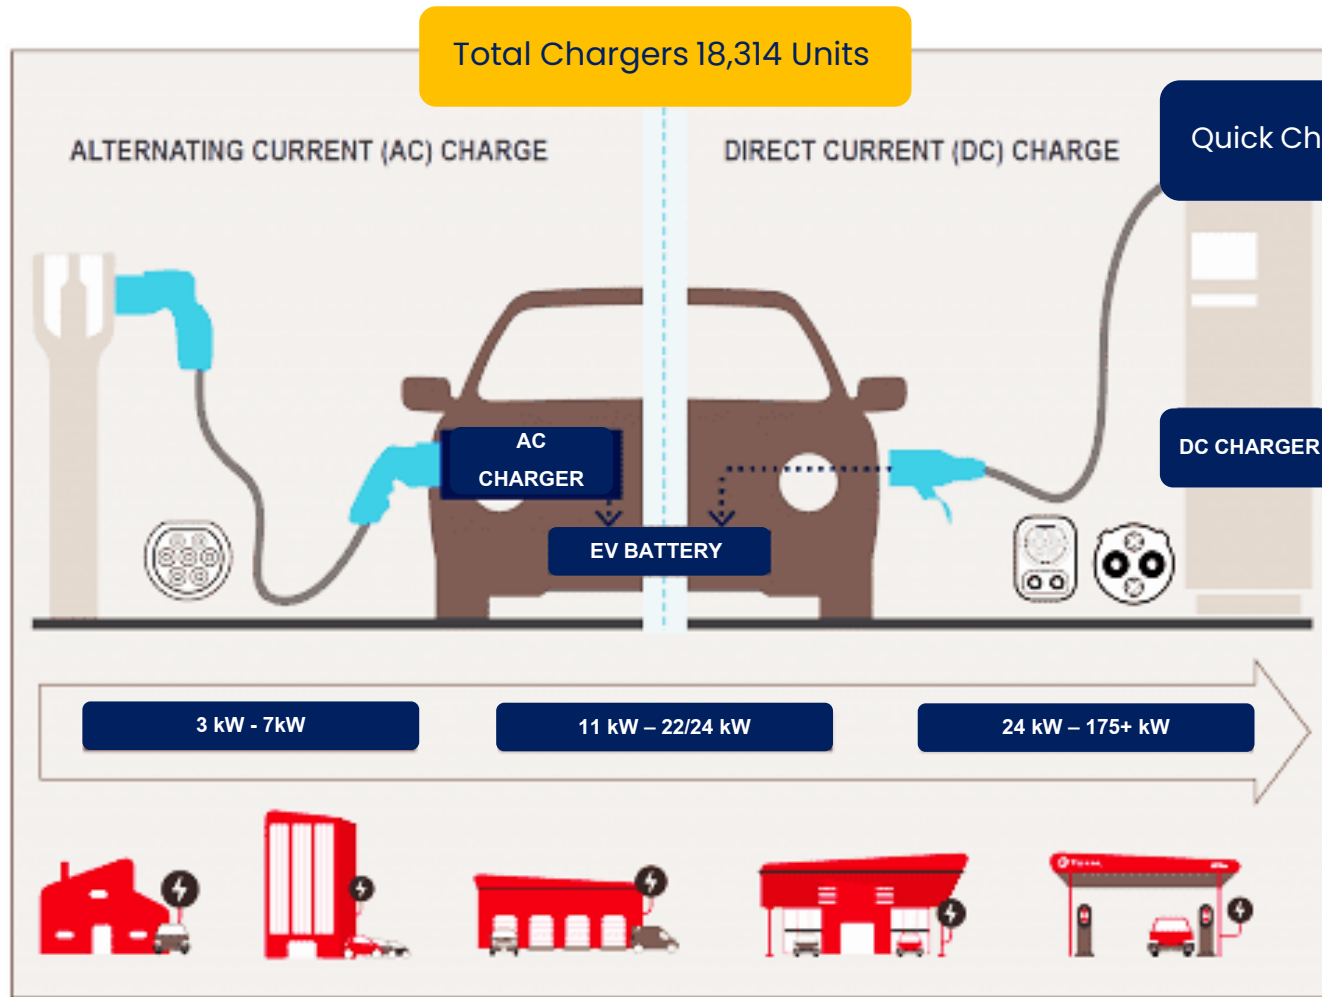 Total Chargers 18,314 Units
ALTERNATING CURRENT (AC) CHARGE
DIRECT CURRENT (DC) CHARGE
Quick Ch
AC
CHARGER
DC CHARGER
EV BATTERY
3 kW - 7kW
11 kW – 22/24 kW
24 kW – 175+ kW
TOTAL